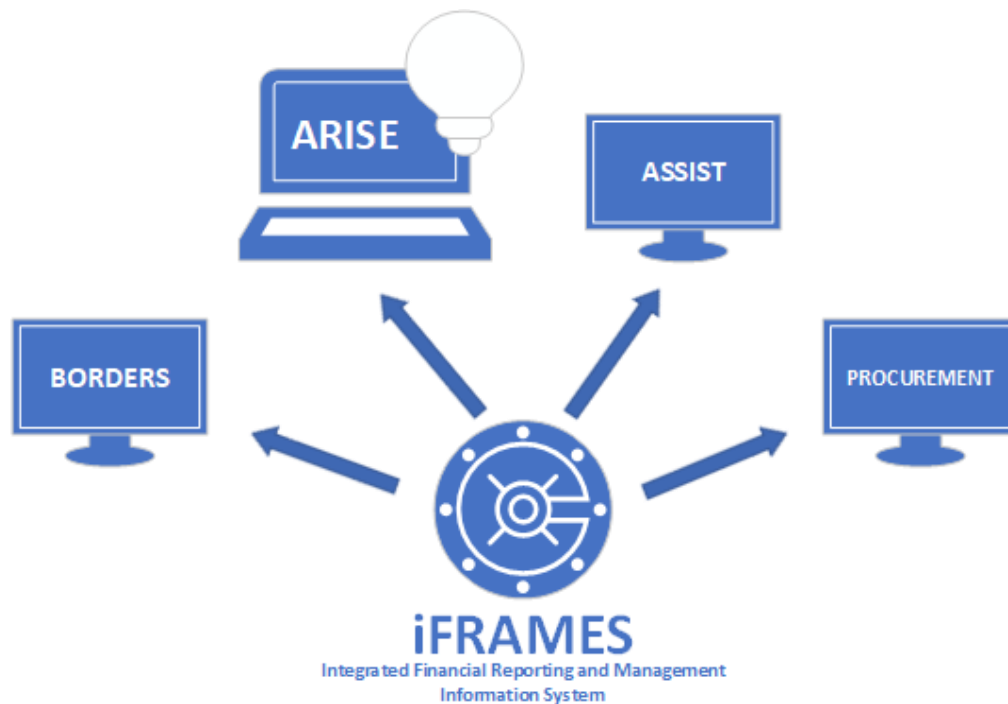 ARISE
ASSIST
BORDERS
PROCUREMENT
iFRAMES
Integrated Financial Reporting and Management
Information System